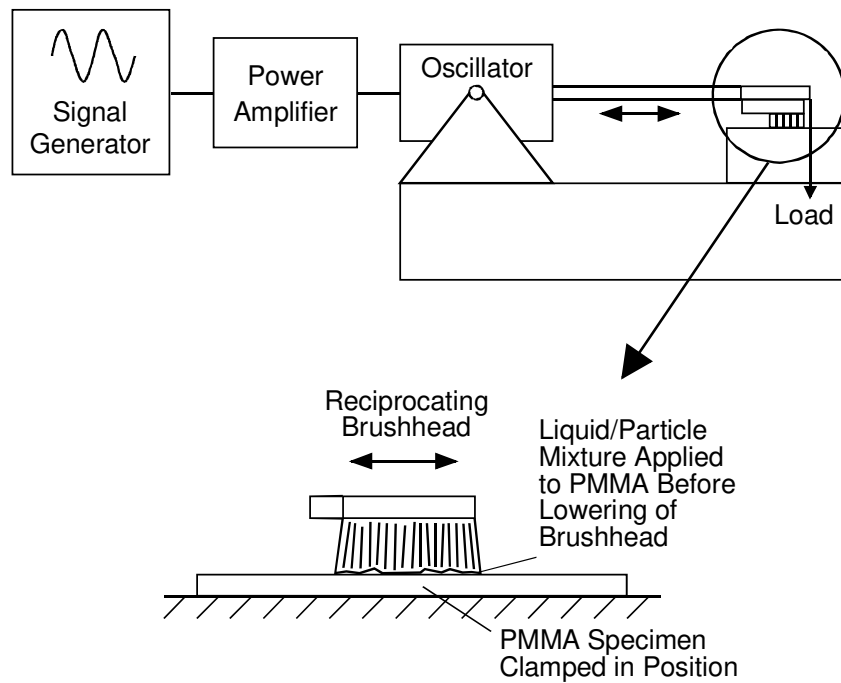 Signal
Generator
Power
Amplifier
Oscillator
Load
Reciprocating
Brushhead
Liquid/Particle
Mixture Applied
to PMMA Before
Lowering of
Brushhead
PMMA Specimen
Clamped in Position